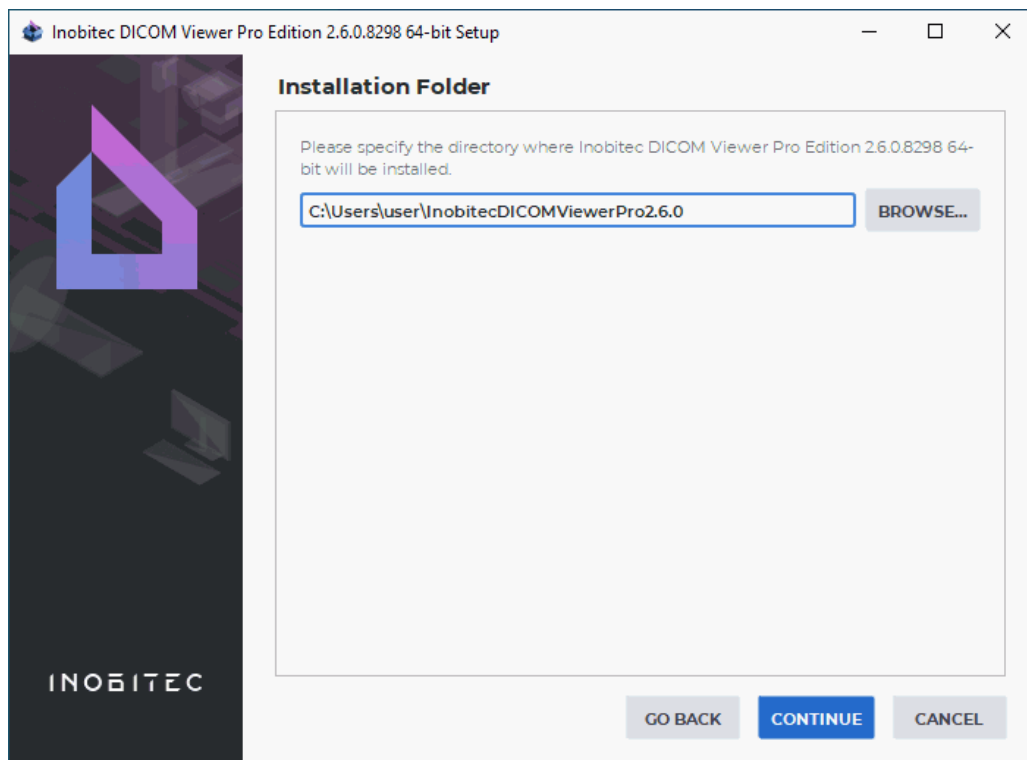 Inobitec DICOM Viewer Pro Edition 2.6.0.8298 64-bit Setup
Installation Folder
Please specify the directory where Inobitec DICOM Viewer Pro Edition 2.6.0.8298 64-
bit will be installed.
C:\Users\user\InobitecDICOMViewerPro2.6.0
BROWSE...
INOBITEC
GO BACK
CONTINUE
CANCEL